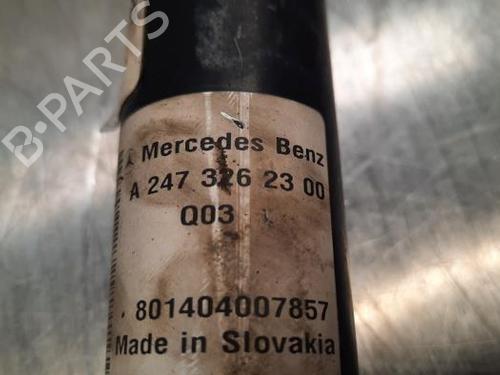 B-PARTS
Mercedes Benz
A 247 326 23 00
Q03
801404007857
Made in Slovakia